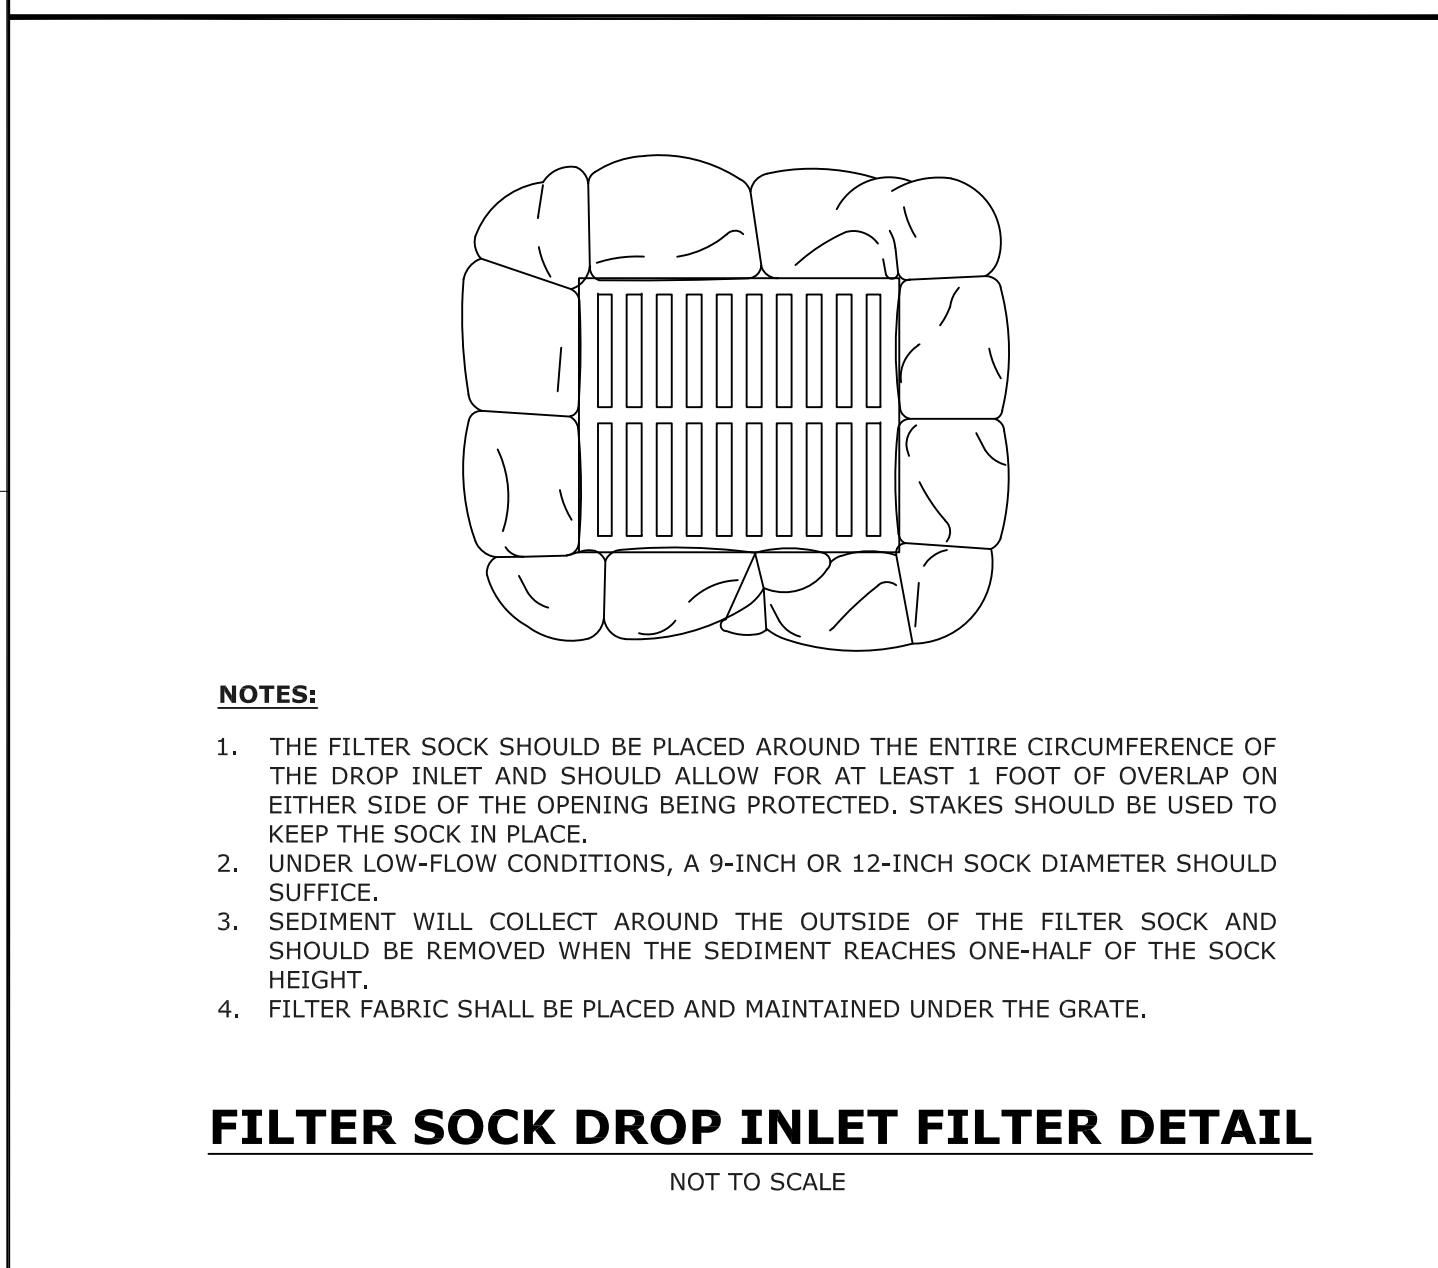 NOTES:
1. THE FILTER SOCK SHOULD BE PLACED AROUND THE ENTIRE CIRCUMFERENCE OF
THE DROP INLET AND SHOULD ALLOW FOR AT LEAST 1 FOOT OF OVERLAP ON
EITHER SIDE OF THE OPENING BEING PROTECTED. STAKES SHOULD BE USED TO
KEEP THE SOCK IN PLACE.
2. UNDER LOW-FLOW CONDITIONS, A 9-INCH OR 12-INCH SOCK DIAMETER SHOULD
SUFFICE.
3. SEDIMENT WILL COLLECT AROUND THE OUTSIDE OF THE FILTER SOCK AND
SHOULD BE REMOVED WHEN THE SEDIMENT REACHES ONE-HALF OF THE SOCK
HEIGHT.
4. FILTER FABRIC SHALL BE PLACED AND MAINTAINED UNDER THE GRATE.
FILTER SOCK DROP INLET FILTER DETAIL
NOT TO SCALE